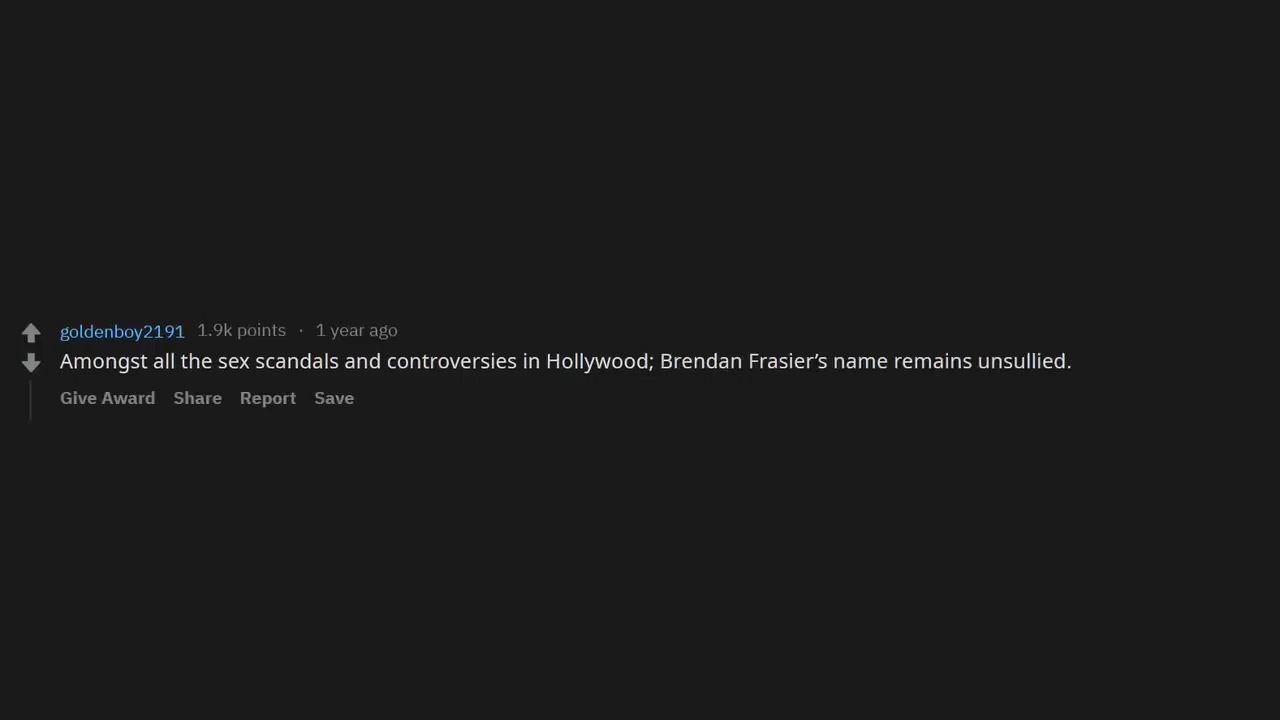 goldenboy2191 1.9k points · 1 year ago
Amongst all the sex scandals and controversies in Hollywood; Brendan Frasier’s name remains unsullied.
Give Award Share Report Save